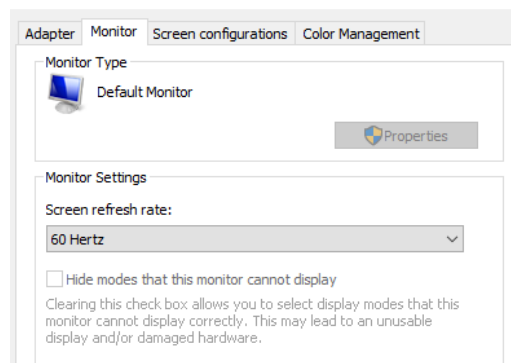 Adapter Monitor Screen configurations Color Management
Monitor Type
Default Monitor
Properties
Monitor Settings
Screen refresh rate:
60 Hertz
Hide modes that this monitor cannot display
Clearing this check box allows you to select display modes that this
monitor cannot display correctly. This may lead to an unusable
display and/or damaged hardware.